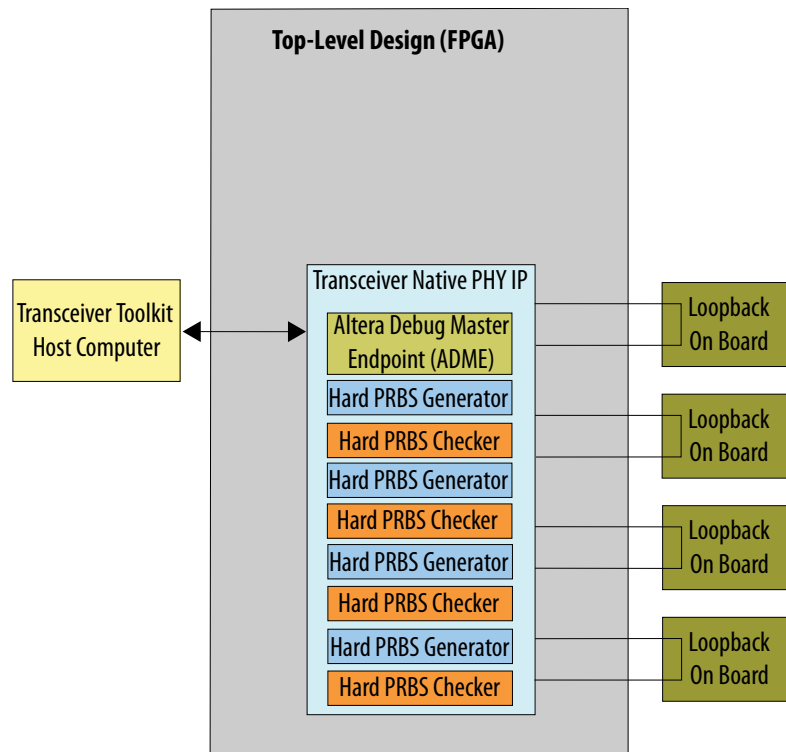 Top-Level Design (FPGA)
Transceiver Toolkit
Host Computer
Transceiver Native PHY IP
Altera Debug Master
Endpoint (ADME)
Hard PRBS Generator
Hard PRBS Checker
Hard PRBS Generator
Hard PRBS Checker
Hard PRBS Generator
Hard PRBS Checker
Hard PRBS Generator
Hard PRBS Checker
Loopback
On Board
Loopback
On Board
Loopback
On Board
Loopback
On Board